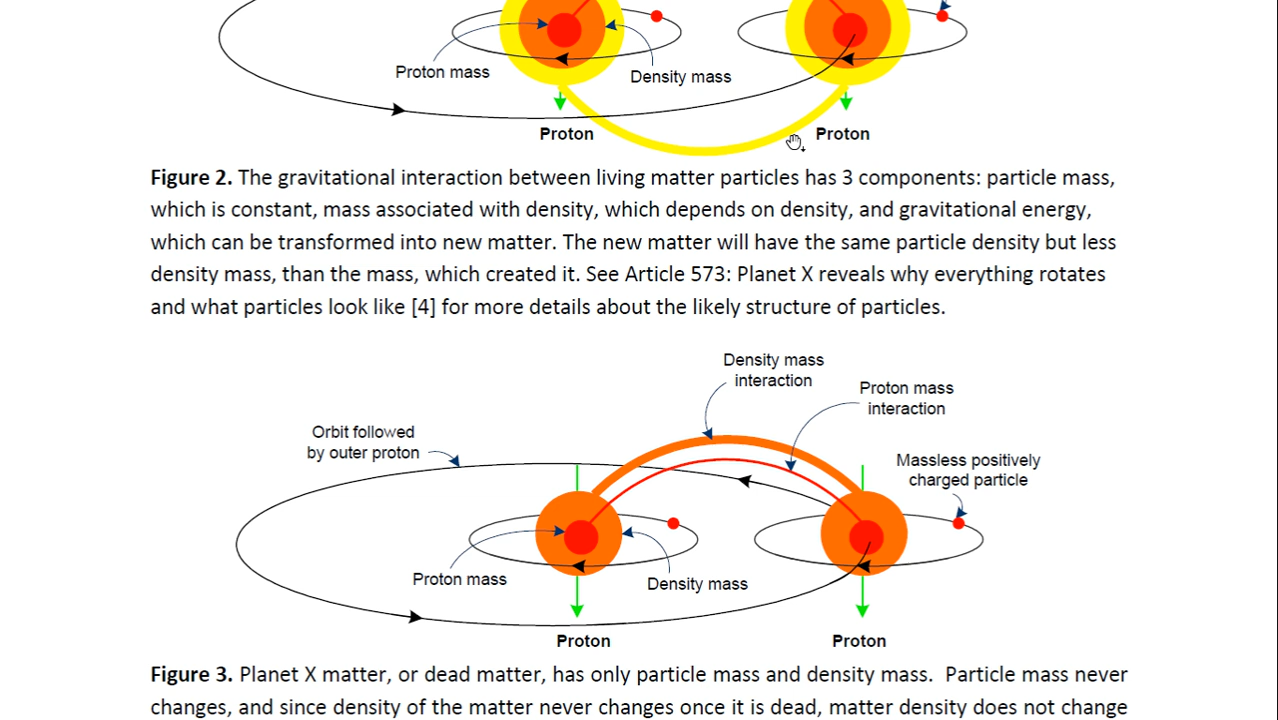 Proton mass
Density mass
Proton
Proton
Figure 2. The gravitational interaction between living matter particles has 3 components: particle mass,
which is constant, mass associated with density, which depends on density, and gravitational energy,
which can be transformed into new matter. The new matter will have the same particle density but less
density mass, than the mass, which created it. See Article 573: Planet X reveals why everything rotates
and what particles look like [4] for more details about the likely structure of particles.
Density mass
interaction
Proton mass
interaction
Orbit followed
by outer proton
Massless positively
charged particle
Proton mass
Density mass
Proton
Proton
Figure 3. Planet X matter, or dead matter, has only particle mass and density mass. Particle mass never
changes, and since density of the matter never changes once it is dead, matter density does not change